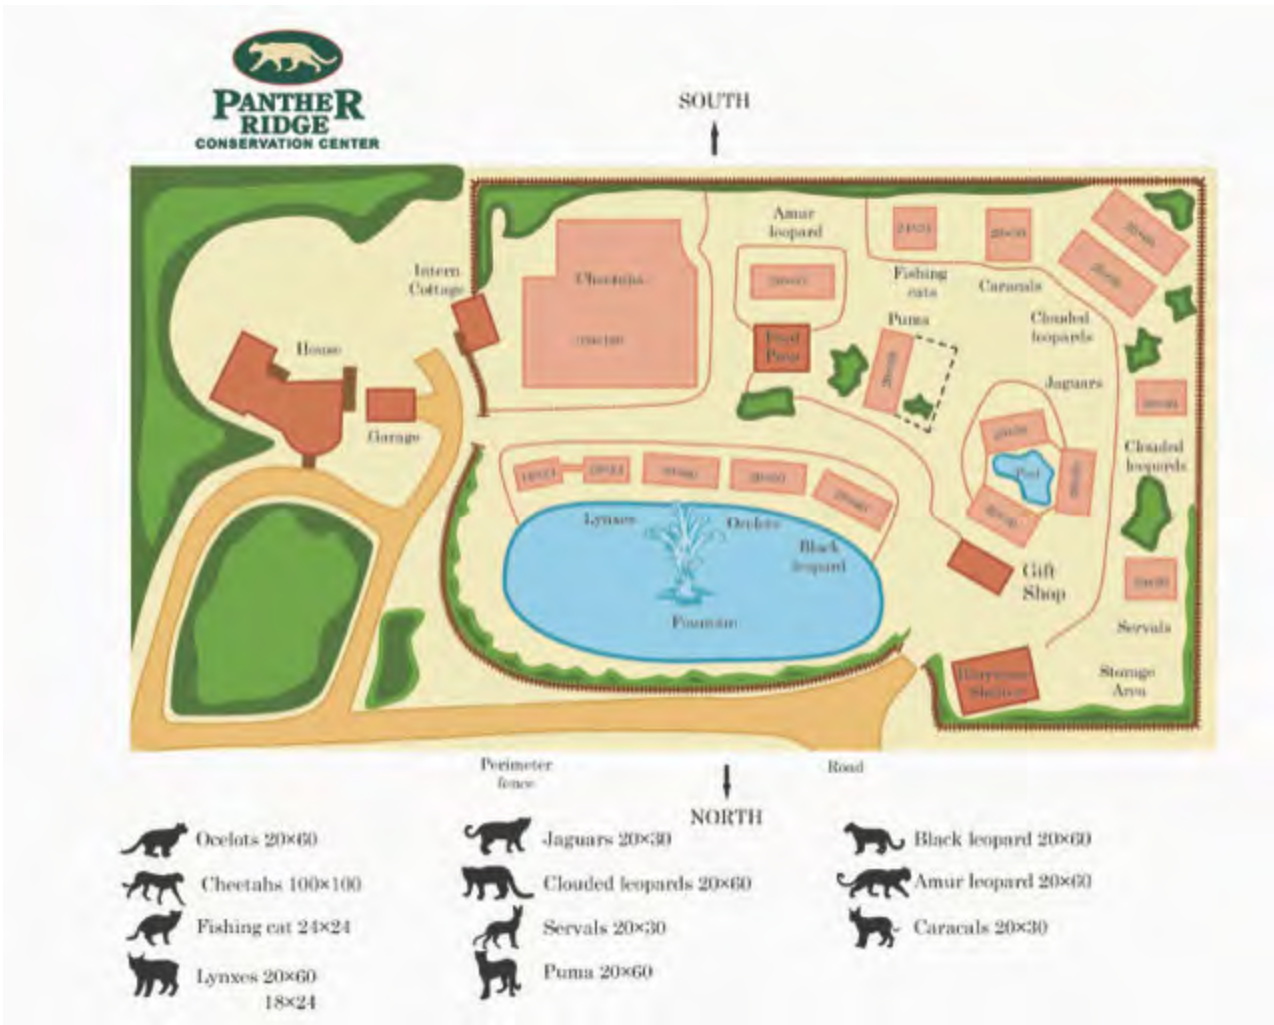 PANTHER
RIDGE
CONSERVATION CENTER
SOUTH
Amur
leopard
Intern
Cottage
Cheetahs
Fishing
cats
Caracals
Puma
Clouded
leopards
House
Food
Prep
Jaguars
Garage
Clouded
leopards
Pool
Lynxes
Ocelots
Black
leopard
Gift
Shop
Fountain
Servals
Storage
Area
Perimeter
fence
Road
NORTH
Ocelots 20×60
Cheetahs 100×100
Fishing cat 24×24
Lynxes 20×60
18×24
Jaguars 20×30
Clouded leopards 20×60
Servals 20×30
Puma 20×60
Black leopard 20×60
Amur leopard 20×60
Caracals 20×30